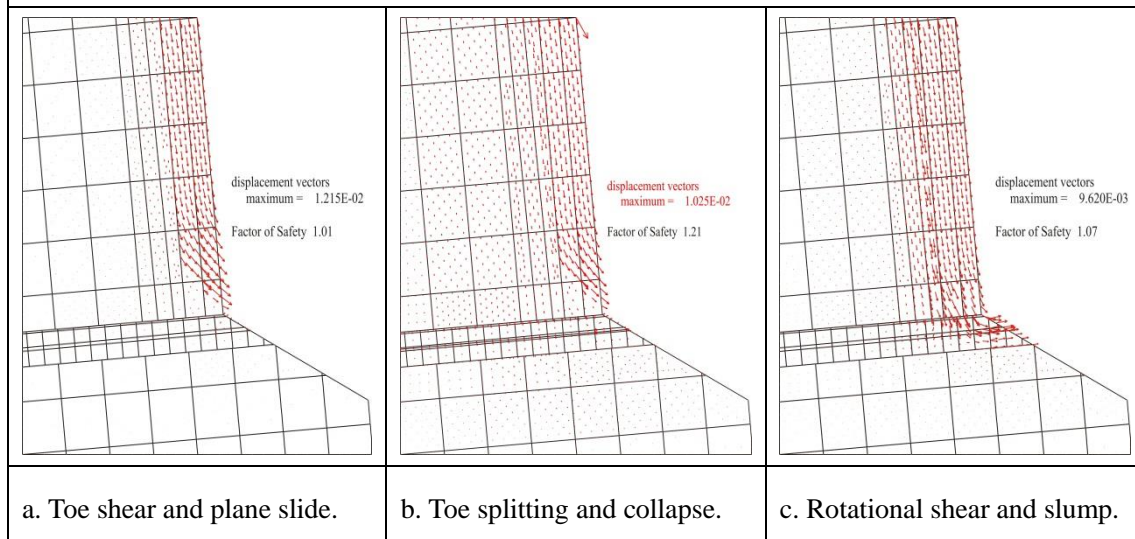 displacement vectors
maximum = 1.215E-02
Factor of Safety 1.01
displacement vectors
maximum = 1.025E-02
Factor of Safety 1.21
displacement vectors
maximum = 9.620E-03
Factor of Safety 1.07
a. Toe shear and plane slide.
b. Toe splitting and collapse.
c. Rotational shear and slump.